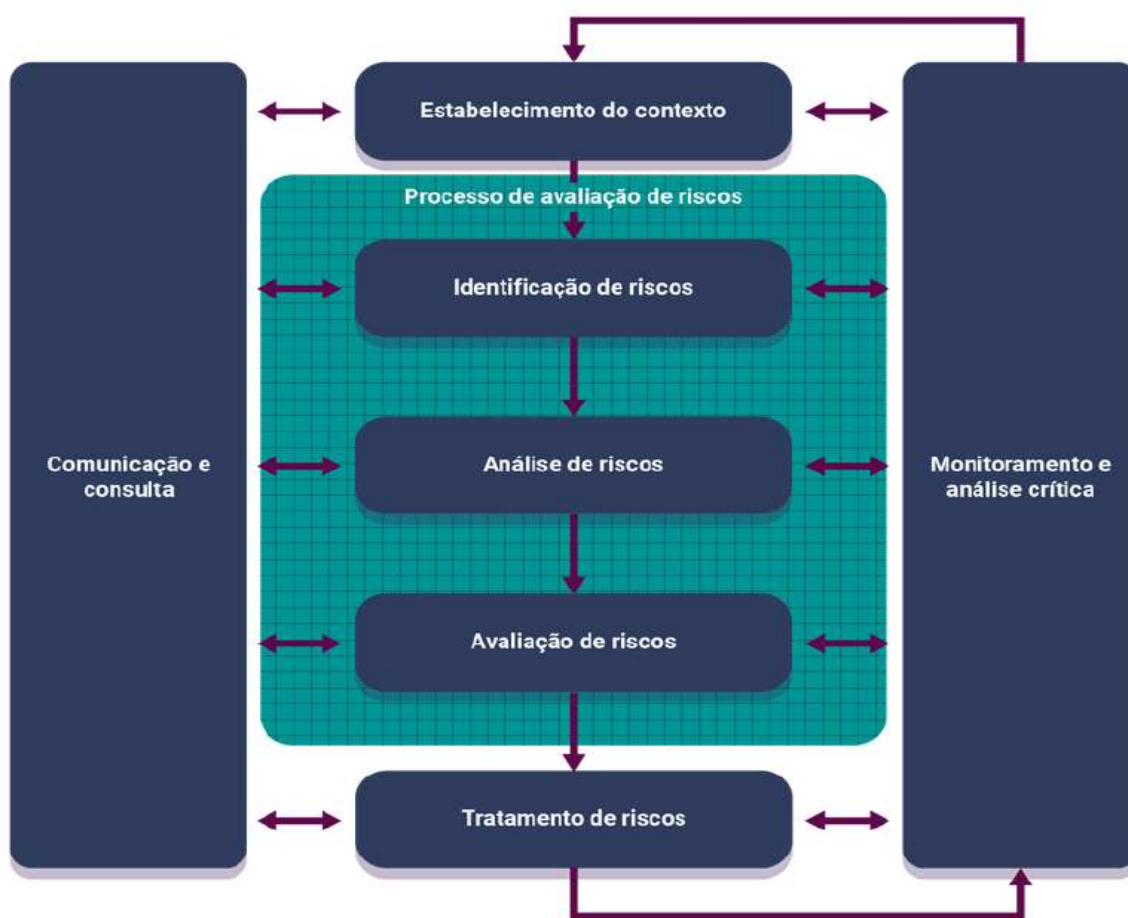 Estabelecimento do contexto
Processo de avaliação de riscos
Identificação de riscos
Comunicação e
consulta
Análise de riscos
Monitoramento e
análise crítica
Avaliação de riscos
Tratamento de riscos